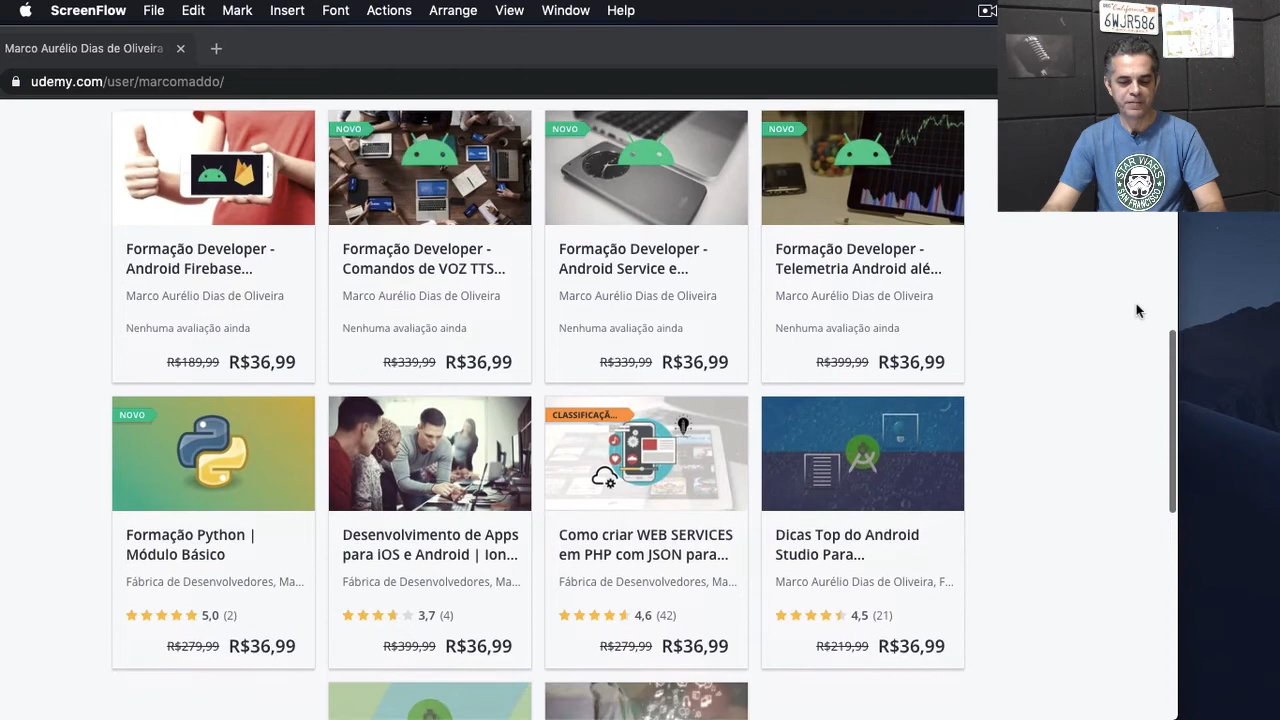 ScreenFlow File Edit Mark Insert Font Actions Arrange View Window Help
Marco Aurélio Dias de Oliveira
udemy.com/user/marcomaddo/
California
6WJR586
STAR WARS
SAN FRANCISCO
NOVO
NOVO
NOVO
Formação Developer -
Android Firebase...
Marco Aurélio Dias de Oliveira
Nenhuma avaliação ainda
R$189,99 R$36,99
Formação Developer -
Comandos de VOZ TTS...
Marco Aurélio Dias de Oliveira
Nenhuma avaliação ainda
R$339,99 R$36,99
Formação Developer -
Android Service e...
Marco Aurélio Dias de Oliveira
Nenhuma avaliação ainda
R$339,99 R$36,99
Formação Developer -
Telemetria Android alé...
Marco Aurélio Dias de Oliveira
Nenhuma avaliação ainda
R$399,99 R$36,99
NOVO
Formação Python |
Módulo Básico
Fábrica de Desenvolvedores, Ma...
5,0 (2)
R$279,99 R$36,99
Desenvolvimento de Apps
para iOS e Android | Ion...
Fábrica de Desenvolvedores, Ma...
3,7 (4)
R$399,99 R$36,99
CLASSIFICAÇÃ...
Como criar WEB SERVICES
em PHP com JSON para...
Fábrica de Desenvolvedores, Ma...
4,6 (42)
R$279,99 R$36,99
Dicas Top do Android
Studio Para...
Marco Aurélio Dias de Oliveira, F...
4,5 (21)
R$219,99 R$36,99